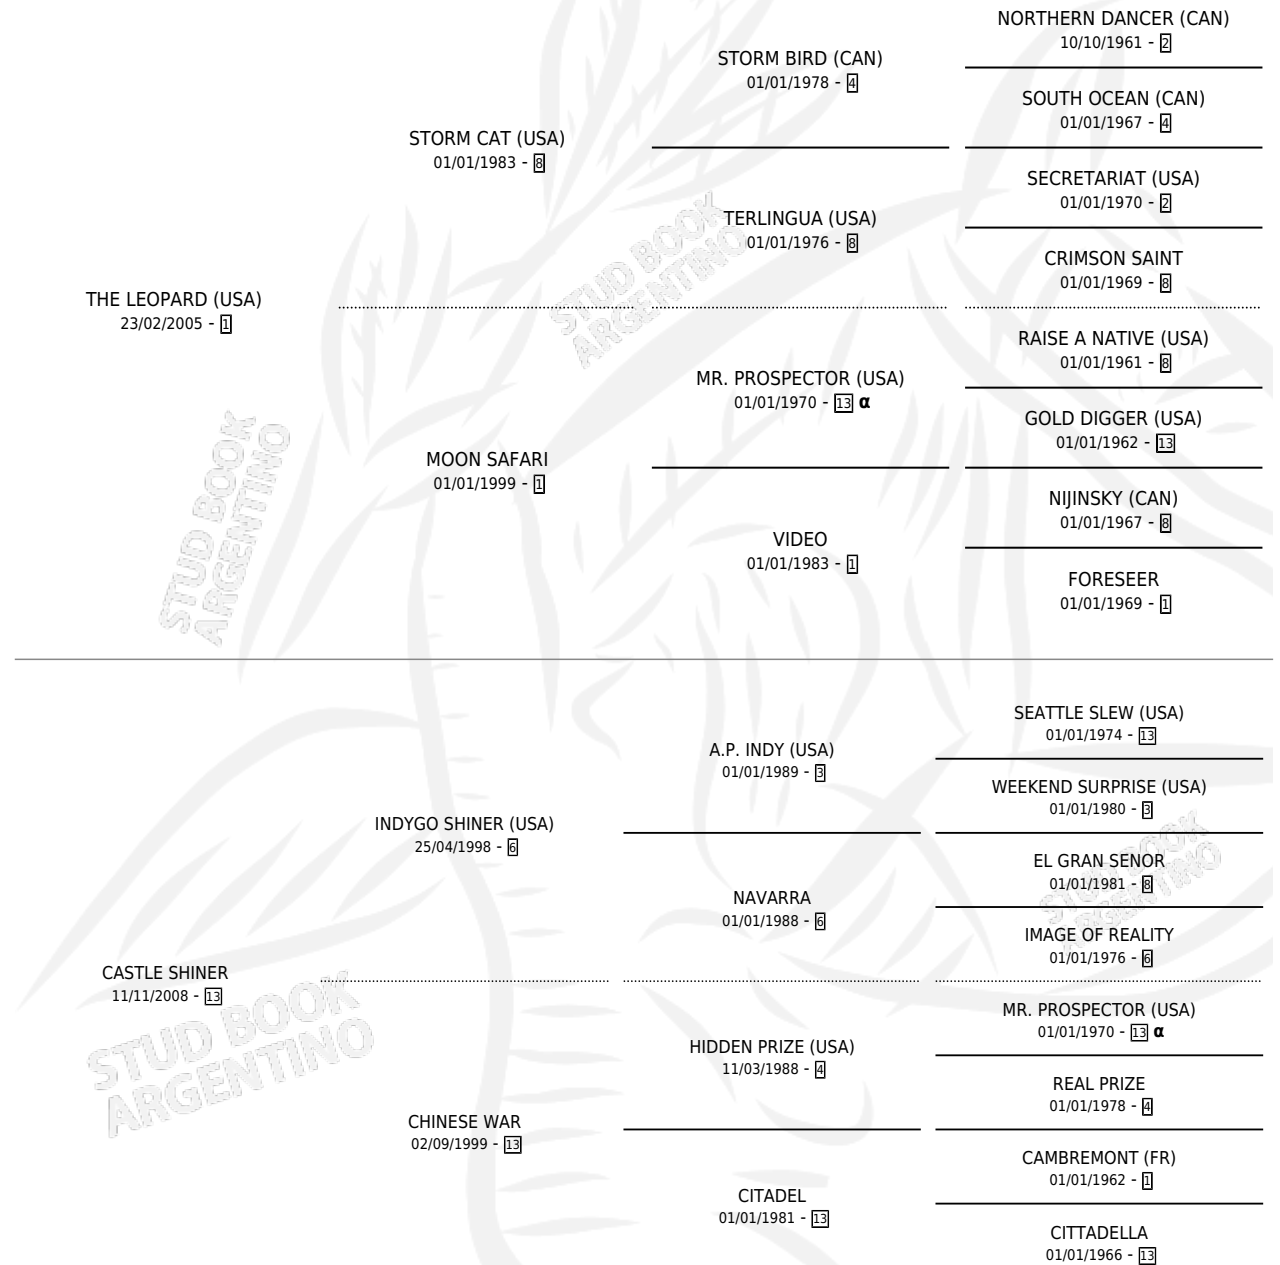 THE LEOPARD (USA)
23/02/2005 - 1
STORM CAT (USA)
01/01/1983 - 8
STORM BIRD (CAN)
01/01/1978 - 4
NORTHERN DANCER (CAN)
10/10/1961 - 2
SOUTH OCEAN (CAN)
01/01/1967 - 4
TERLINGUA (USA)
01/01/1976 - 8
SECRETARIAT (USA)
01/01/1970 - 2
CRIMSON SAINT
01/01/1969 - 8
MOON SAFARI
01/01/1999 - 1
MR. PROSPECTOR (USA)
01/01/1970 - 13 α
RAISE A NATIVE (USA)
01/01/1961 - 8
GOLD DIGGER (USA)
01/01/1962 - 13
VIDEO
01/01/1983 - 1
NIJINSKY (CAN)
01/01/1967 - 8
FORESEER
01/01/1969 - 1
CASTLE SHINER
11/11/2008 - 13
INDYGO SHINER (USA)
25/04/1998 - 6
A.P. INDY (USA)
01/01/1989 - 3
SEATTLE SLEW (USA)
01/01/1974 - 13
WEEKEND SURPRISE (USA)
01/01/1980 - 3
NAVARRA
01/01/1988 - 6
EL GRAN SENOR
01/01/1981 - 8
IMAGE OF REALITY
01/01/1976 - 6
CHINESE WAR
02/09/1999 - 13
HIDDEN PRIZE (USA)
11/03/1988 - 4
MR. PROSPECTOR (USA)
01/01/1970 - 13 α
REAL PRIZE
01/01/1978 - 4
CITADEL
01/01/1981 - 13
CAMBREMONT (FR)
01/01/1962 - 1
CITTADELLA
01/01/1966 - 13
STUD BOOK
ARGENTINO
STUD BOOK
ARGENTINO
STUD BOOK
ARGENTINO
STUD BOOK
ARGENTINO